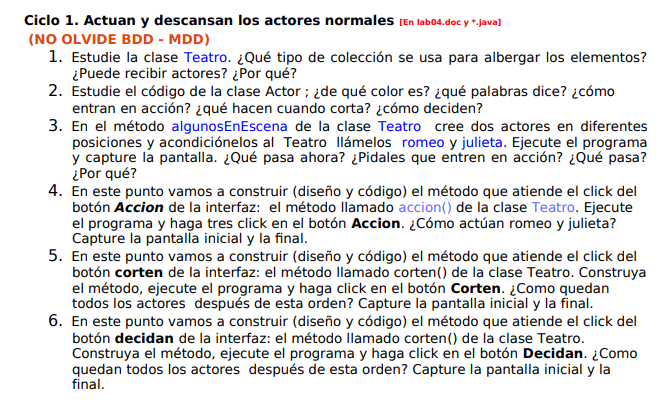 Ciclo 1. Actuan y descansan los actores normales [En lab04.doc y *.java]
(NO OLVIDE BDD - MDD)
1. Estudie la clase Teatro. ¿Qué tipo de colección se usa para albergar los elementos?
¿Puede recibir actores? ¿Por qué?
2. Estudie el código de la clase Actor ; ¿de qué color es? ¿qué palabras dice? ¿cómo
entran en acción? ¿qué hacen cuando corta? ¿cómo deciden?
3. En el método algunosEnEscena de la clase Teatro cree dos actores en diferentes
posiciones y acondiciónelos al Teatro llámelos romeo y julieta. Ejecute el programa
y capture la pantalla. ¿Qué pasa ahora? ¿Pidales que entren en acción? ¿Qué pasa?
¿Por qué?
4. En este punto vamos a construir (diseño y código) el método que atiende el click del
botón Accion de la interfaz: el método llamado accion() de la clase Teatro. Ejecute
el programa y haga tres click en el botón Accion. ¿Cómo actúan romeo y julieta?
Capture la pantalla inicial y la final.
5. En este punto vamos a construir (diseño y código) el método que atiende el click del
botón corten de la interfaz: el método llamado corten() de la clase Teatro. Construya
el método, ejecute el programa y haga click en el botón Corten. ¿Como quedan
todos los actores después de esta orden? Capture la pantalla inicial y la final.
6. En este punto vamos a construir (diseño y código) el método que atiende el click del
botón decidan de la interfaz: el método llamado corten() de la clase Teatro.
Construya el método, ejecute el programa y haga click en el botón Decidan. ¿Como
quedan todos los actores después de esta orden? Capture la pantalla inicial y la
final.